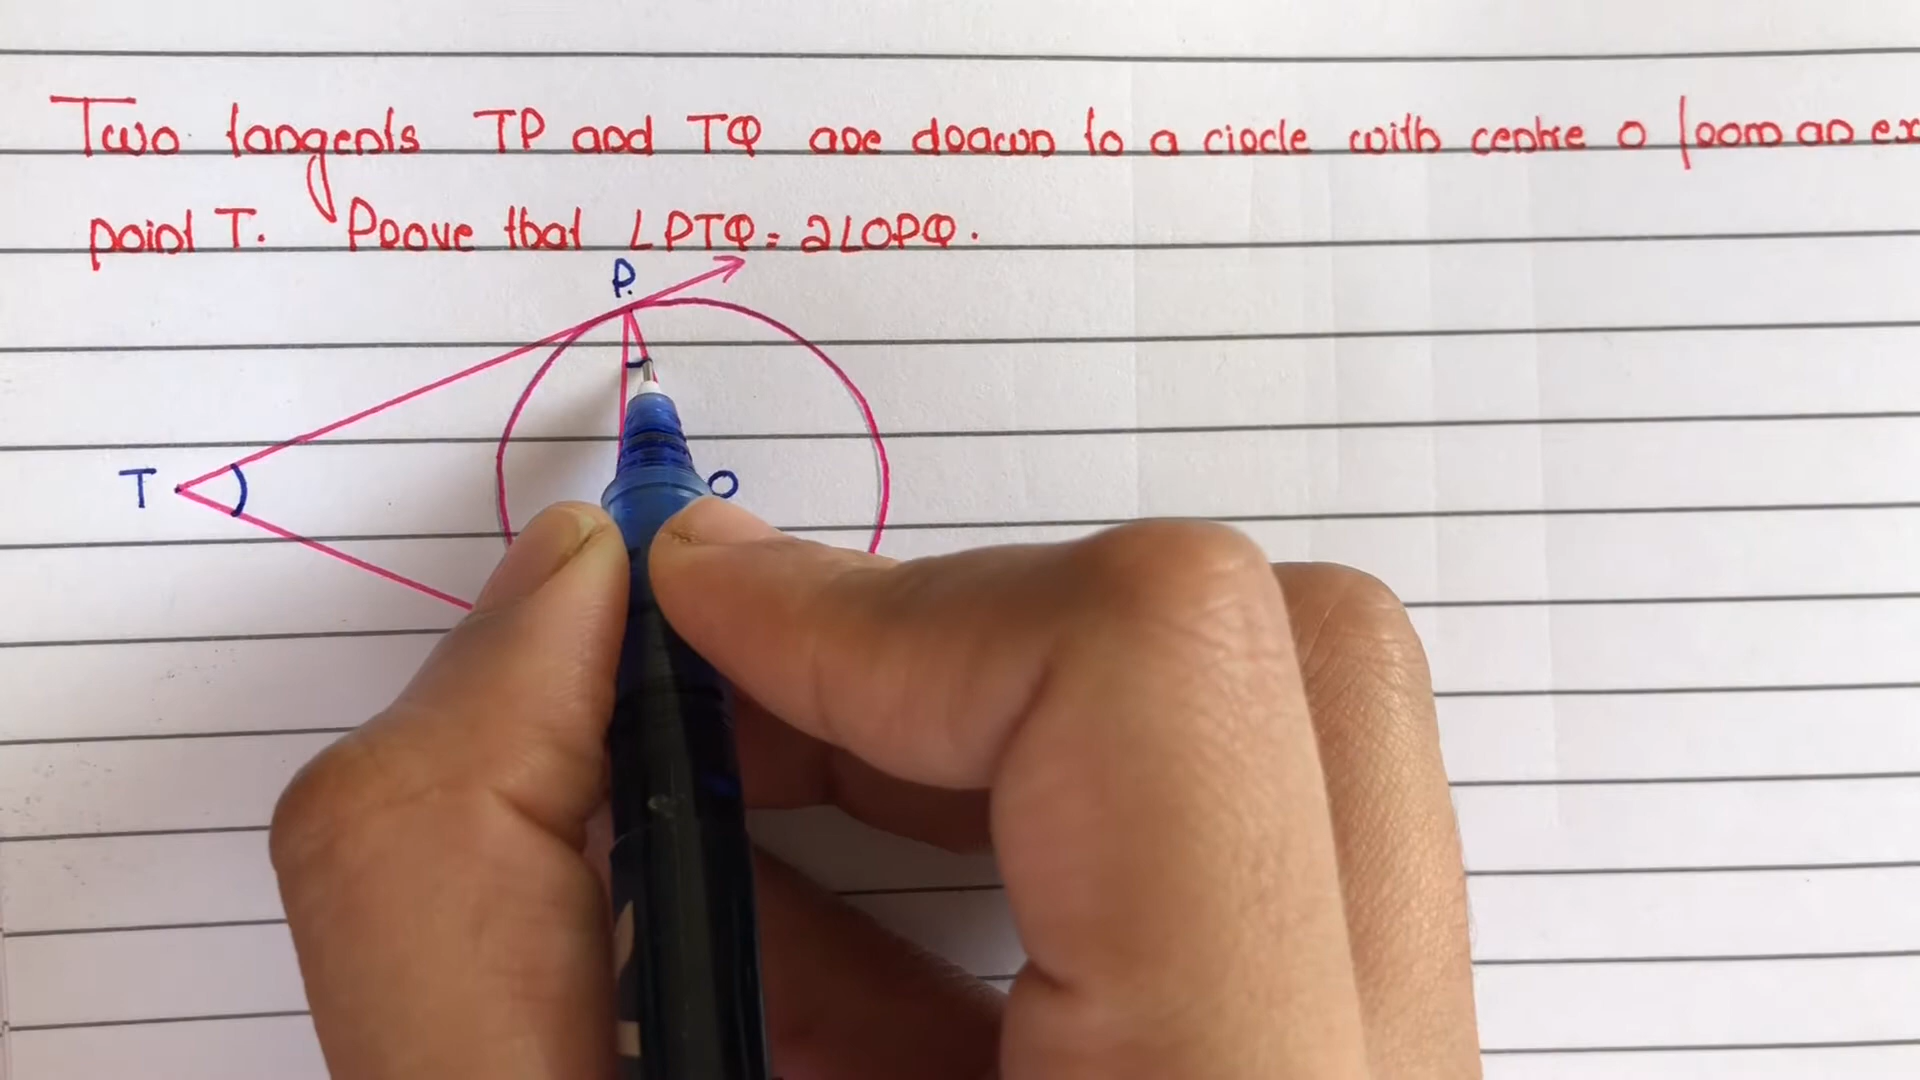 Two tangents TP and TQ are drawn to a circle with centre O from an ex
point T. Prove that ∠PTQ = 2∠OPQ.
P.
T
O